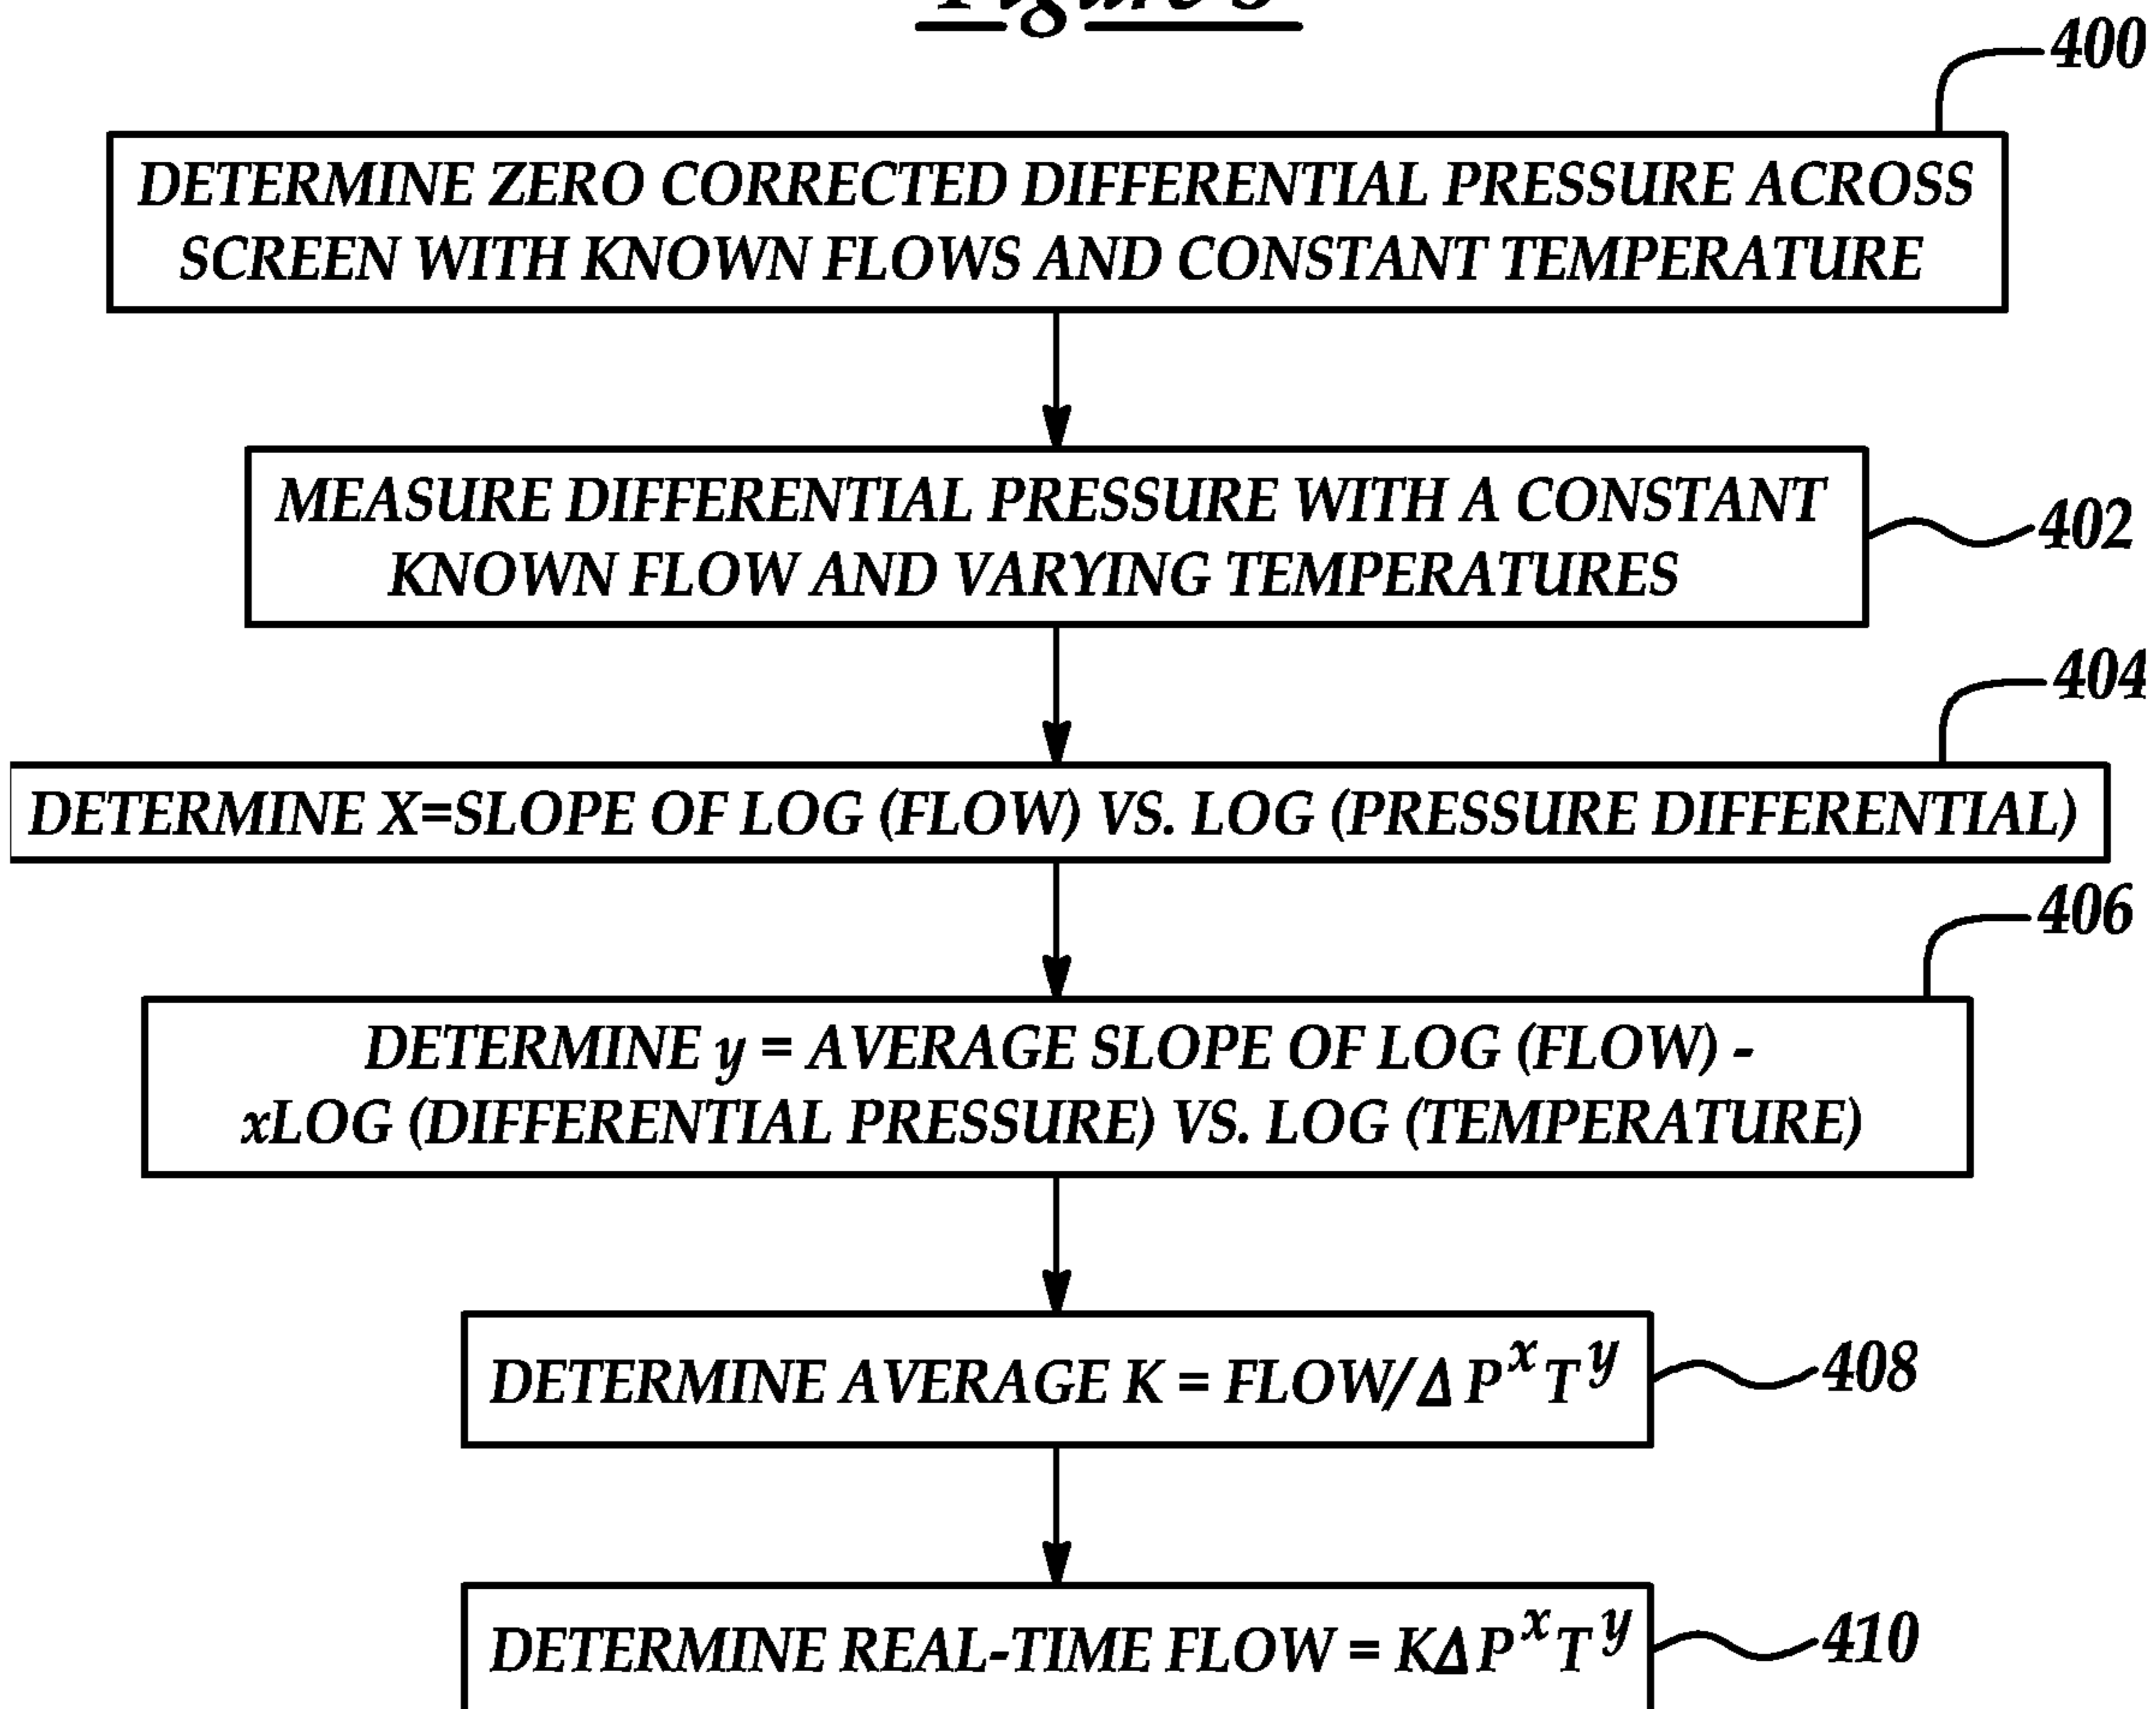 400
DETERMINE ZERO CORRECTED DIFFERENTIAL PRESSURE ACROSS
SCREEN WITH KNOWN FLOWS AND CONSTANT TEMPERATURE
MEASURE DIFFERENTIAL PRESSURE WITH A CONSTANT
KNOWN FLOW AND VARYING TEMPERATURES
402
404
DETERMINE X=SLOPE OF LOG (FLOW) VS. LOG (PRESSURE DIFFERENTIAL)
406
DETERMINE y = AVERAGE SLOPE OF LOG (FLOW) -
xLOG (DIFFERENTIAL PRESSURE) VS. LOG (TEMPERATURE)
DETERMINE AVERAGE K = FLOW/Δ P^x T^y
408
DETERMINE REAL-TIME FLOW = KΔP^x T^y
410